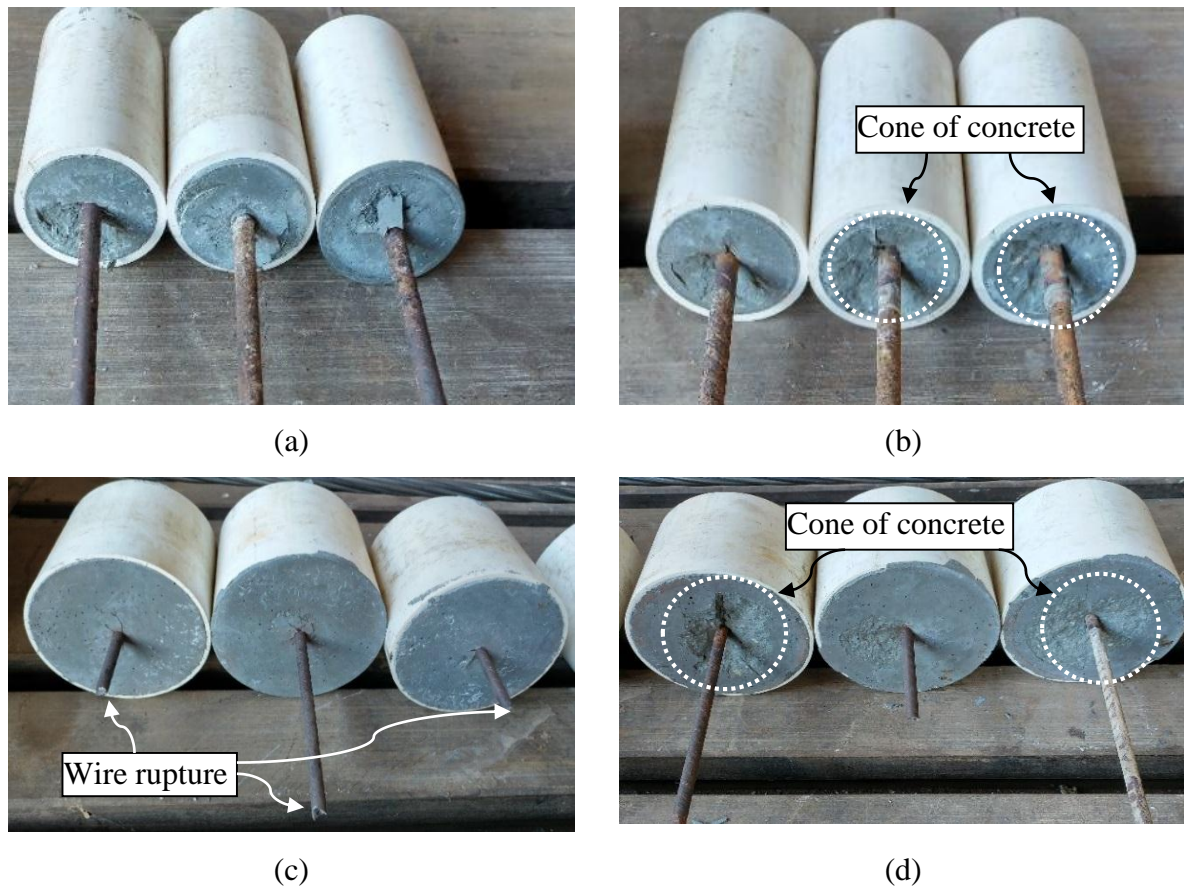 Cone of concrete
(a)
(b)
Cone of concrete
Wire rupture
(c)
(d)